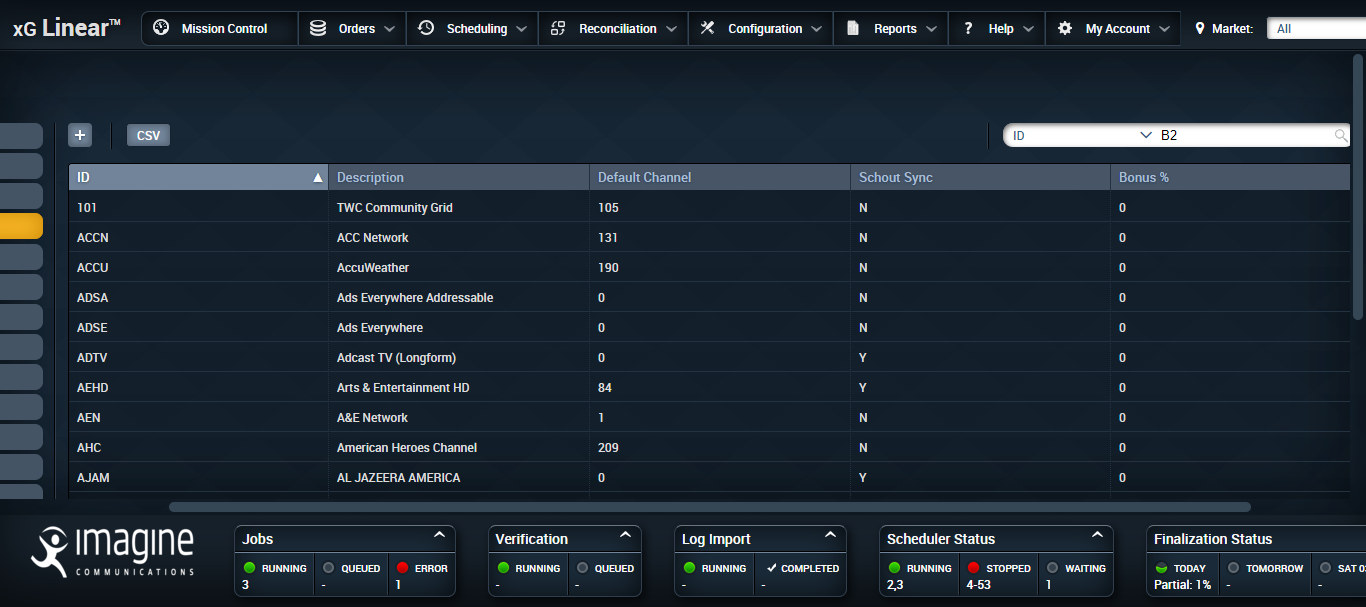 xG Linear™ Mission Control Orders Scheduling Reconciliation Configuration Reports ? Help My Account Market: All
+ CSV ID B2
ID Description Default Channel Schout Sync Bonus %
101 TWC Community Grid 105 N 0
ACCN ACC Network 131 N 0
ACCU AccuWeather 190 N 0
ADSA Ads Everywhere Addressable 0 N 0
ADSE Ads Everywhere 0 N 0
ADTV Adcast TV (Longform) 0 Y 0
AEHD Arts & Entertainment HD 84 Y 0
AEN A&E Network 1 N 0
AHC American Heroes Channel 209 N 0
AJAM AL JAZEERA AMERICA 0 Y 0
imagine
COMMUNICATIONS
Jobs
RUNNING QUEUED ERROR
3 - 1
Verification
RUNNING QUEUED
- -
Log Import
RUNNING COMPLETED
- -
Scheduler Status
RUNNING STOPPED WAITING
2,3 4-53 1
Finalization Status
TODAY TOMORROW SAT
Partial: 1% - -